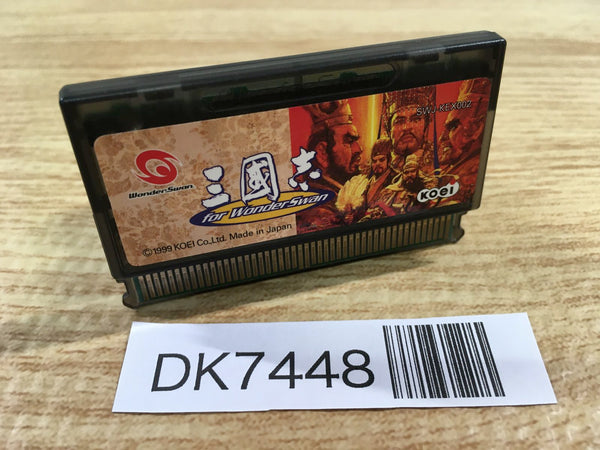 SWJ-KEX002
WonderSwan
三國志
for WonderSwan
KOEI
©1999 KOEI Co.,Ltd. Made in Japan
DK7448